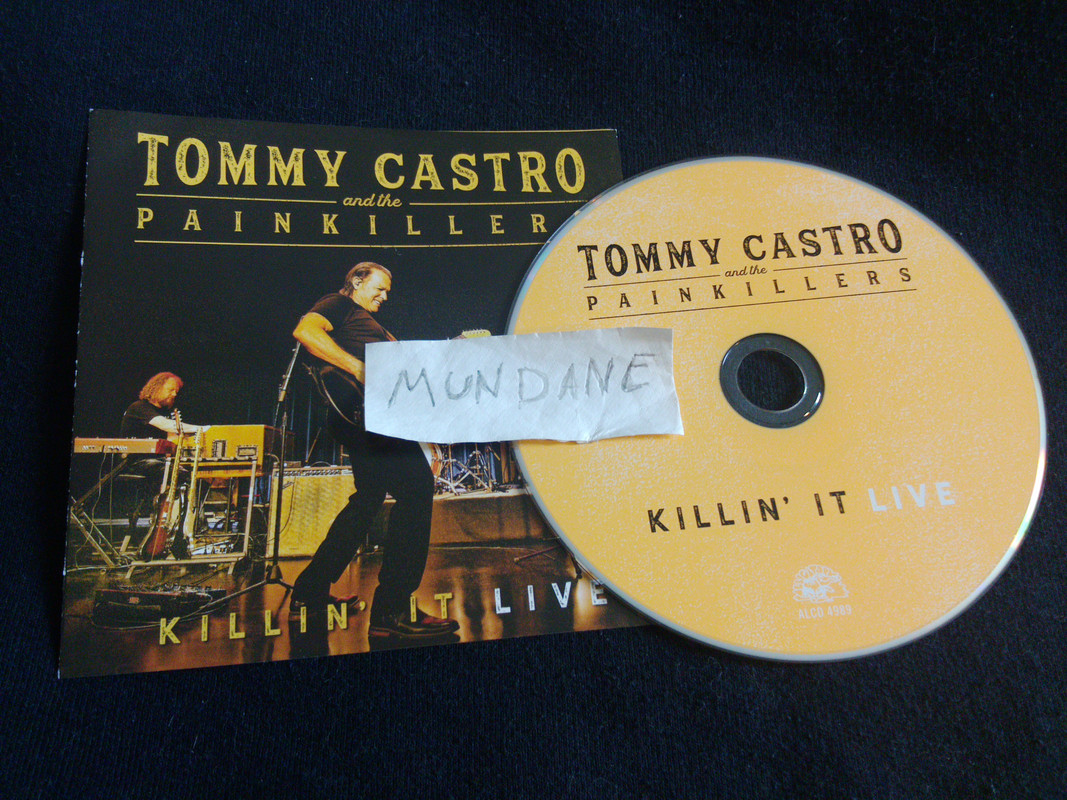 TOMMY CASTRO
and the
PAINKILLERS
KILLIN' IT LIVE
MUNDANE
TOMMY CASTRO
and the
PAINKILLERS
KILLIN' IT LIVE
ALCD 4989